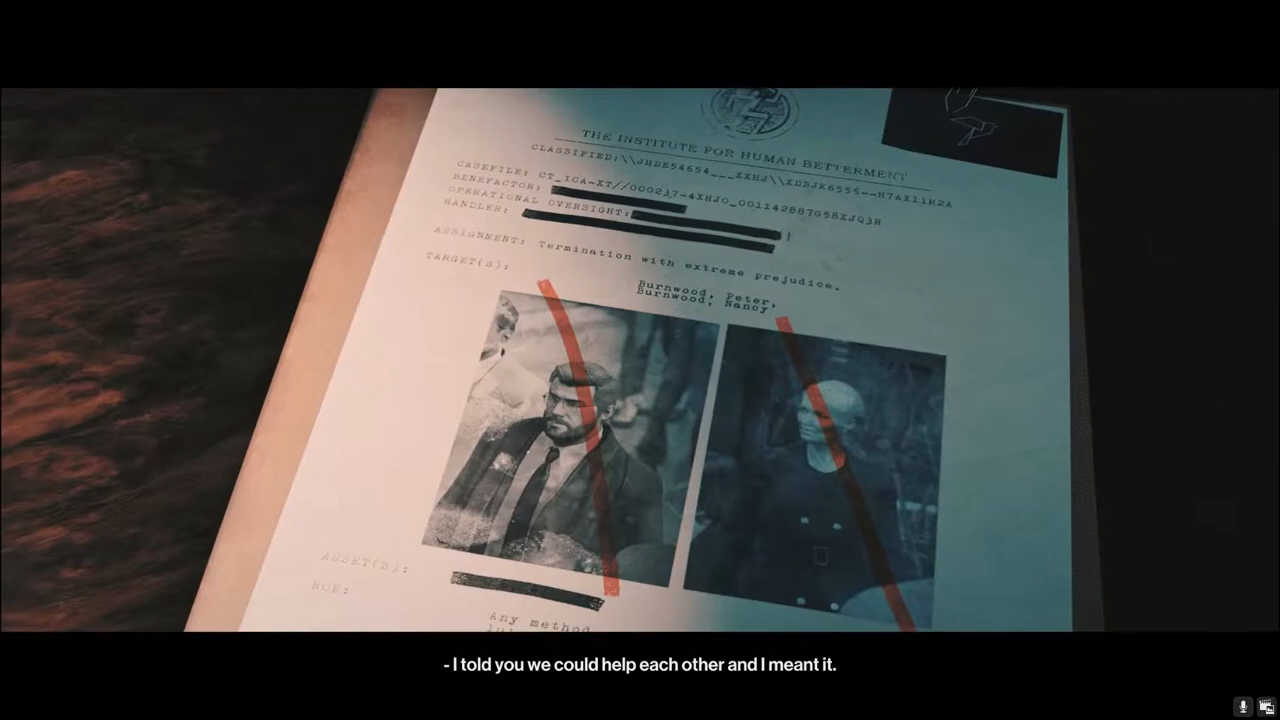 THE INSTITUTE FOR HUMAN BETTERMENT
CLASSIFIED:\\JHDE54654___XXHJ\\XDBJK6555--H7AX11H2A
CASEFILE: CT_ICA-XT//000237-4XHJO_001142887058XJQ3H
BENEFACTOR:
OPERATIONAL OVERSIGHT:
HANDLER:
ASSIGNMENT: Termination with extreme prejudice.
TARGET(S):
Burnwood, Peter,
Burnwood, Nancy
ASSET(S):
ROE:
Any method
- I told you we could help each other and I meant it.